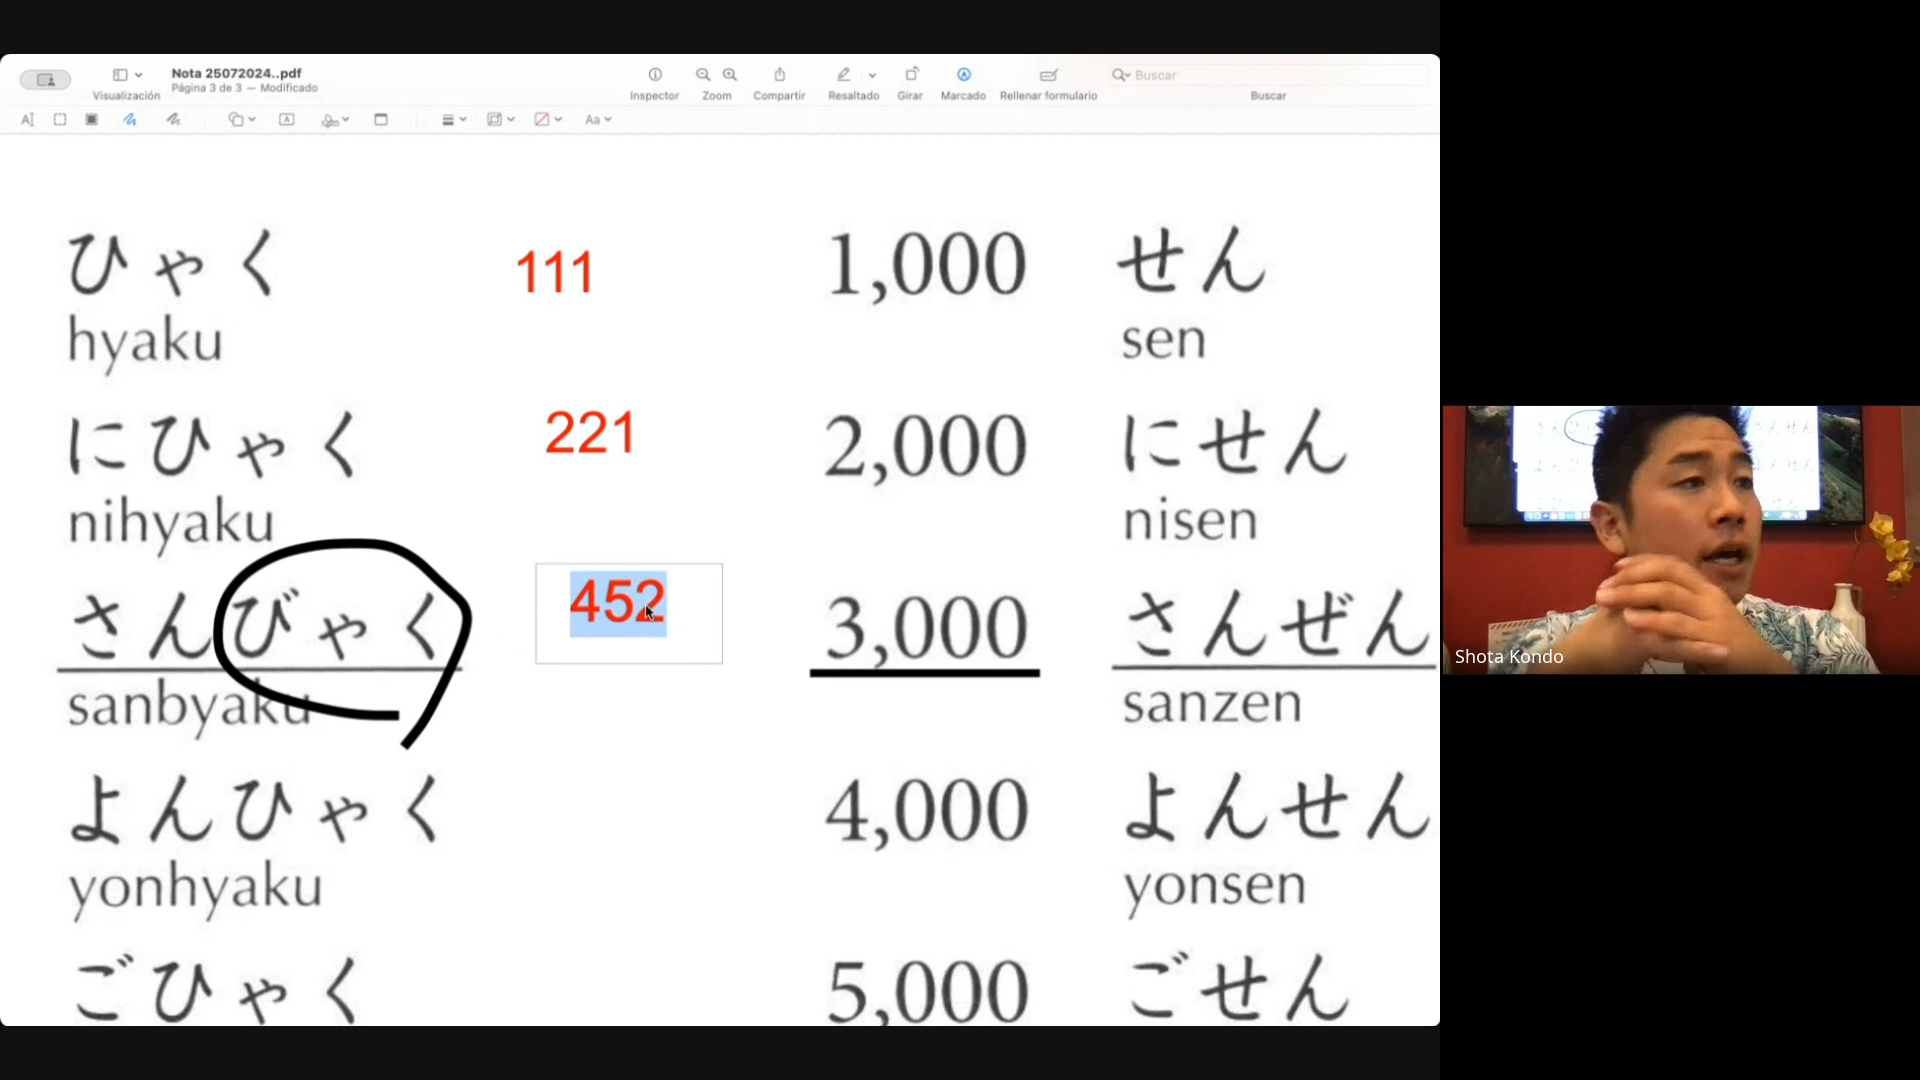 Nota 25072024..pdf
Página 3 de 3 — Modificado
Visualización
Inspector
Zoom
Compartir
Resaltado
Girar
Marcado
Rellenar formulario
Buscar
Buscar
Aa
ひゃく
111
1,000
せん
hyaku
sen
にひゃく
221
2,000
にせん
nihyaku
nisen
さんびゃく
452
3,000
さんぜん
sanbyaku
sanzen
よんひゃく
4,000
よんせん
yonhyaku
yonsen
ごひゃく
5,000
ごせん
Shota Kondo